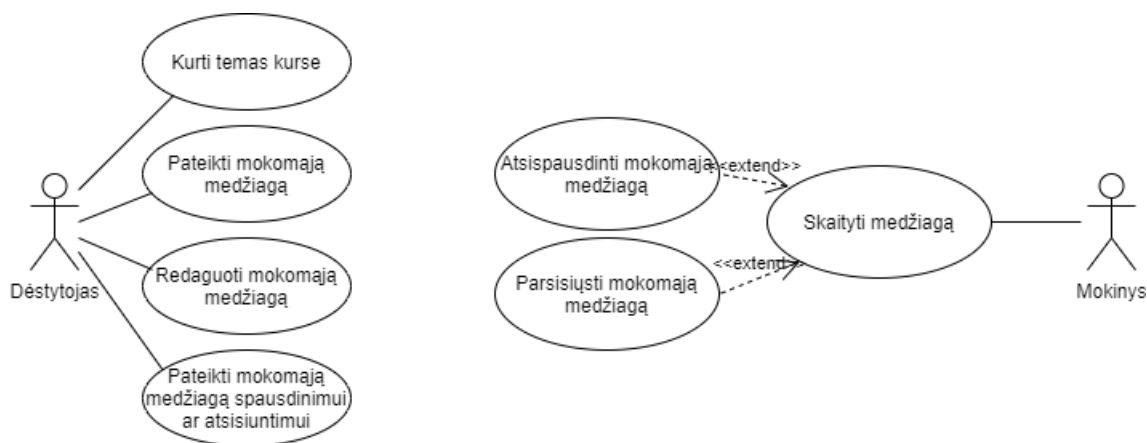 Kurti temas kurse
Pateikti mokomąją
medžiagą
Dėstytojas
Redaguoti mokomąją
medžiagą
Pateikti mokomąją
medžiagą spausdinimui
ar atsisiuntimui
Atsispausdinti mokomąją
medžiagą
<<extend>>
Parsisiųsti mokomąją
medžiagą
<<extend>>
Skaityti medžiagą
Mokinys